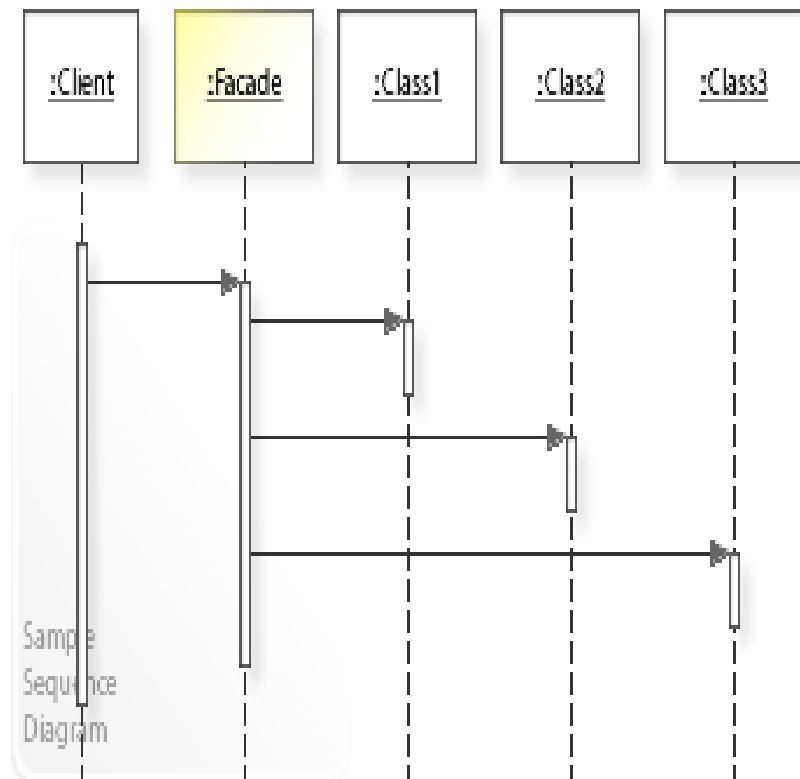 :Client
:Facade
:Class1
:Class2
:Class3
Sample
Sequence
Diagram